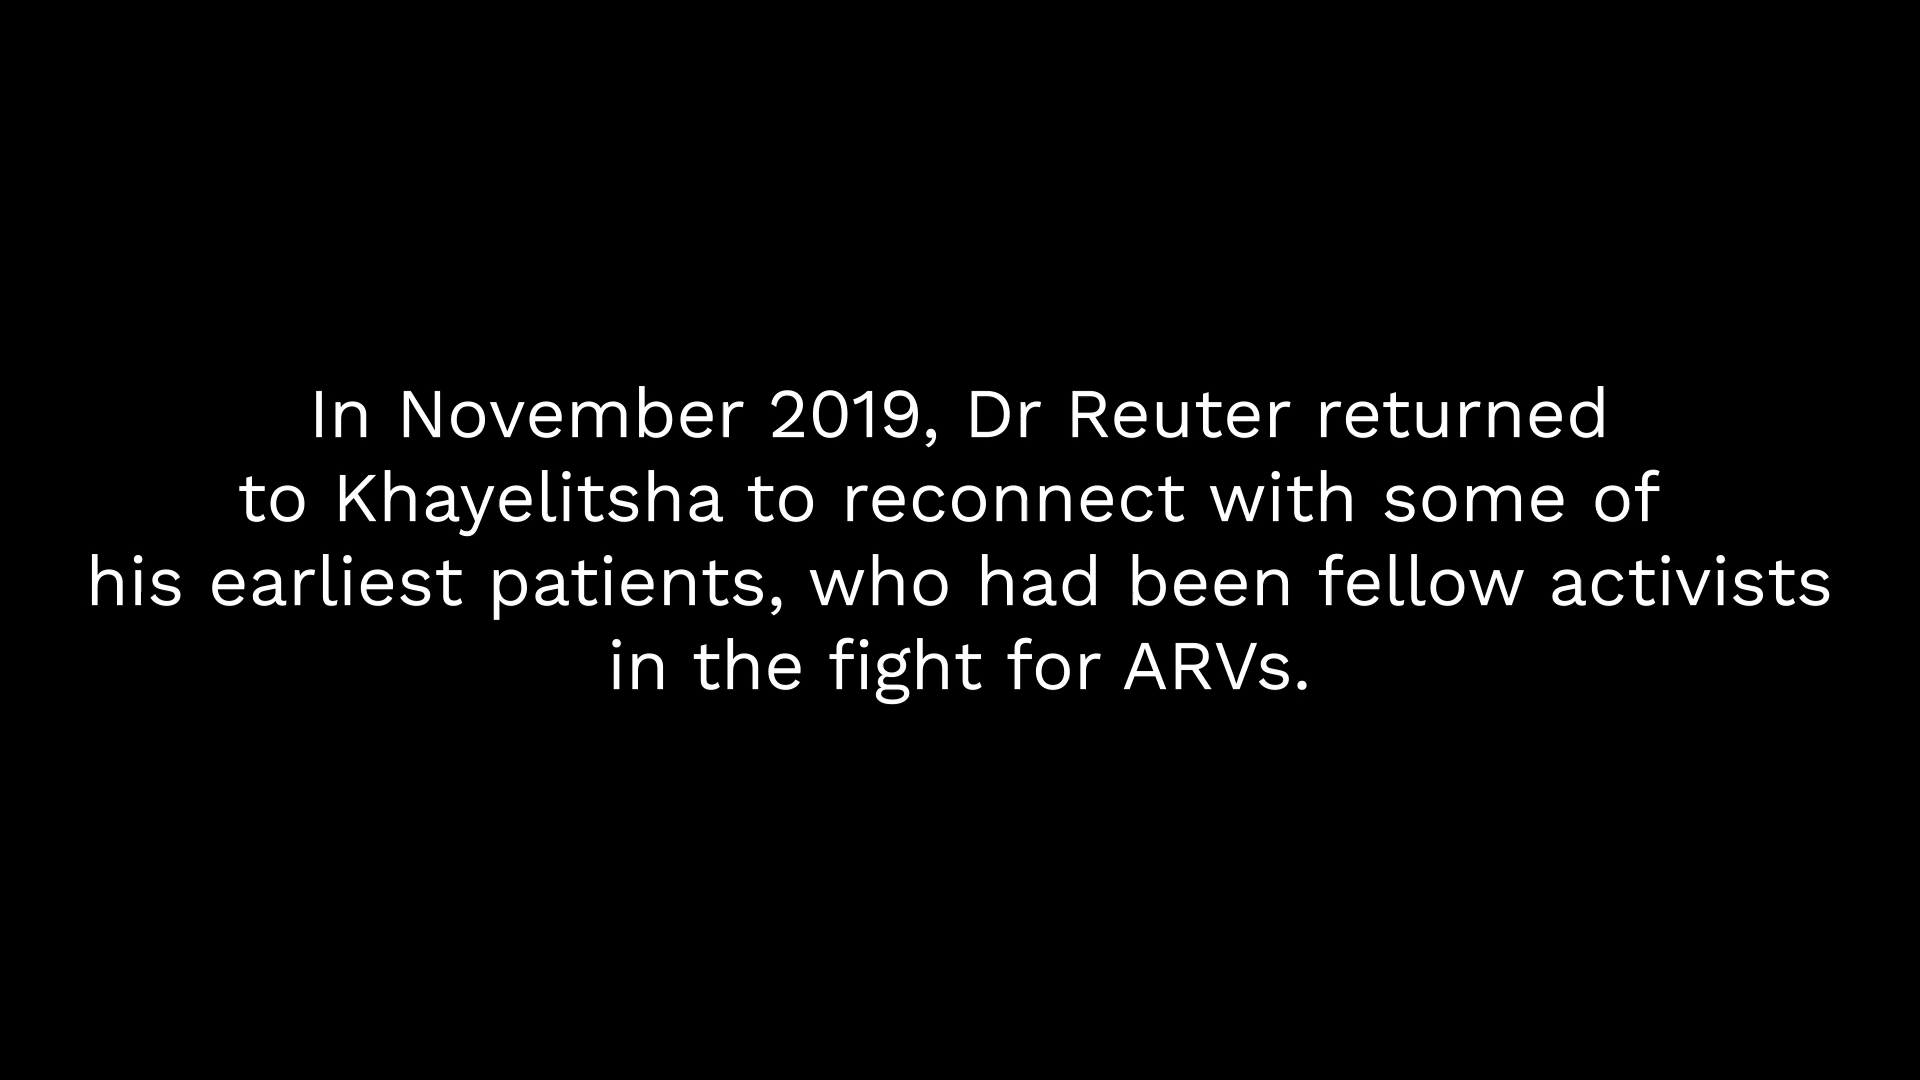 In November 2019, Dr Reuter returned
to Khayelitsha to reconnect with some of
his earliest patients, who had been fellow activists
in the fight for ARVs.